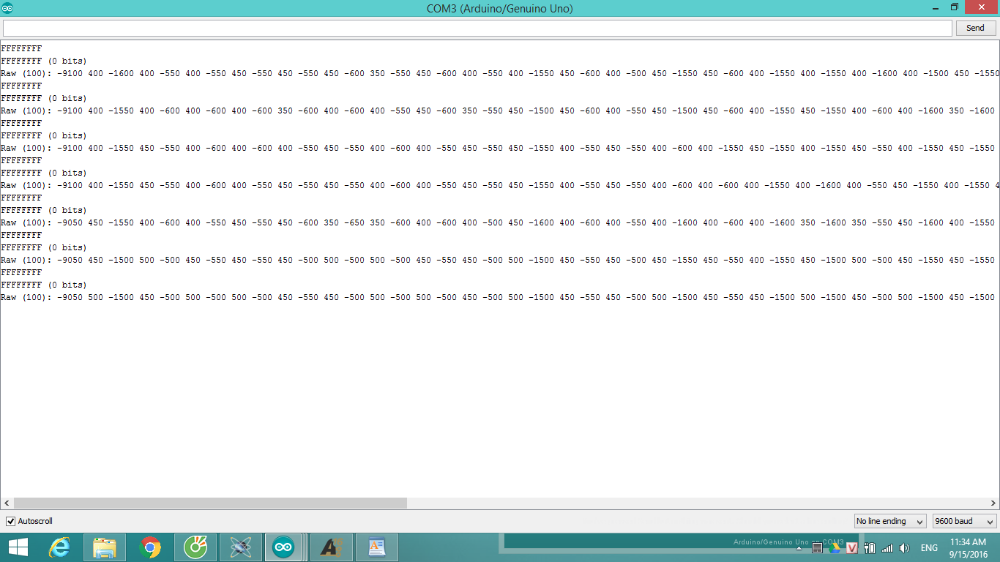 COM3 (Arduino/Genuino Uno)
Send
FFFFFFFF
FFFFFFFF (0 bits)
Raw (100): -9100 400 -1600 400 -550 400 -550 450 -550 450 -550 450 -600 350 -550 450 -600 400 -550 400 -1550 450 -600 400 -500 450 -1550 450 -600 400 -1550 400 -1550 400 -1600 400 -1500 450 -1550
FFFFFFFF
FFFFFFFF (0 bits)
Raw (100): -9100 400 -1550 400 -600 400 -600 400 -600 350 -600 400 -600 400 -550 450 -600 350 -550 450 -1500 450 -600 400 -550 450 -1500 450 -600 400 -1550 450 -1550 400 -600 400 -1600 350 -1600
FFFFFFFF
FFFFFFFF (0 bits)
Raw (100): -9100 400 -1550 450 -550 400 -600 400 -600 400 -550 450 -550 400 -600 400 -550 450 -550 450 -1550 400 -550 450 -550 450 -550 400 -600 400 -1550 450 -1550 400 -1550 450 -550 400 -1550 450 -1550
FFFFFFFF
FFFFFFFF (0 bits)
Raw (100): -9100 400 -1550 450 -550 400 -600 400 -550 450 -550 400 -600 400 -550 450 -550 400 -600 400 -1550 450 -550 400 -550 450 -600 400 -600 400 -1550 400 -1600 400 -550 450 -1550 400 -1550 4
FFFFFFFF
FFFFFFFF (0 bits)
Raw (100): -9050 450 -1550 400 -600 400 -550 450 -550 450 -600 350 -650 350 -600 400 -600 400 -500 450 -1600 400 -600 400 -550 400 -1600 400 -600 400 -1600 350 -1600 350 -550 450 -1600 400 -1550
FFFFFFFF
FFFFFFFF (0 bits)
Raw (100): -9050 450 -1500 500 -500 450 -550 450 -550 450 -500 500 -500 500 -500 450 -550 450 -500 500 -1500 450 -550 450 -500 450 -1550 450 -550 400 -1550 450 -1500 500 -500 450 -1550 450 -1550
FFFFFFFF
FFFFFFFF (0 bits)
Raw (100): -9050 500 -1500 450 -500 500 -500 500 -500 450 -550 450 -500 500 -500 500 -500 450 -500 500 -1500 450 -550 450 -500 500 -1500 450 -550 450 -1500 500 -1500 450 -500 500 -1500 450 -1500
Autoscroll
No line ending
9600 baud
Arduino/Genuino Uno on COM3
ENG
11:34 AM
9/15/2016